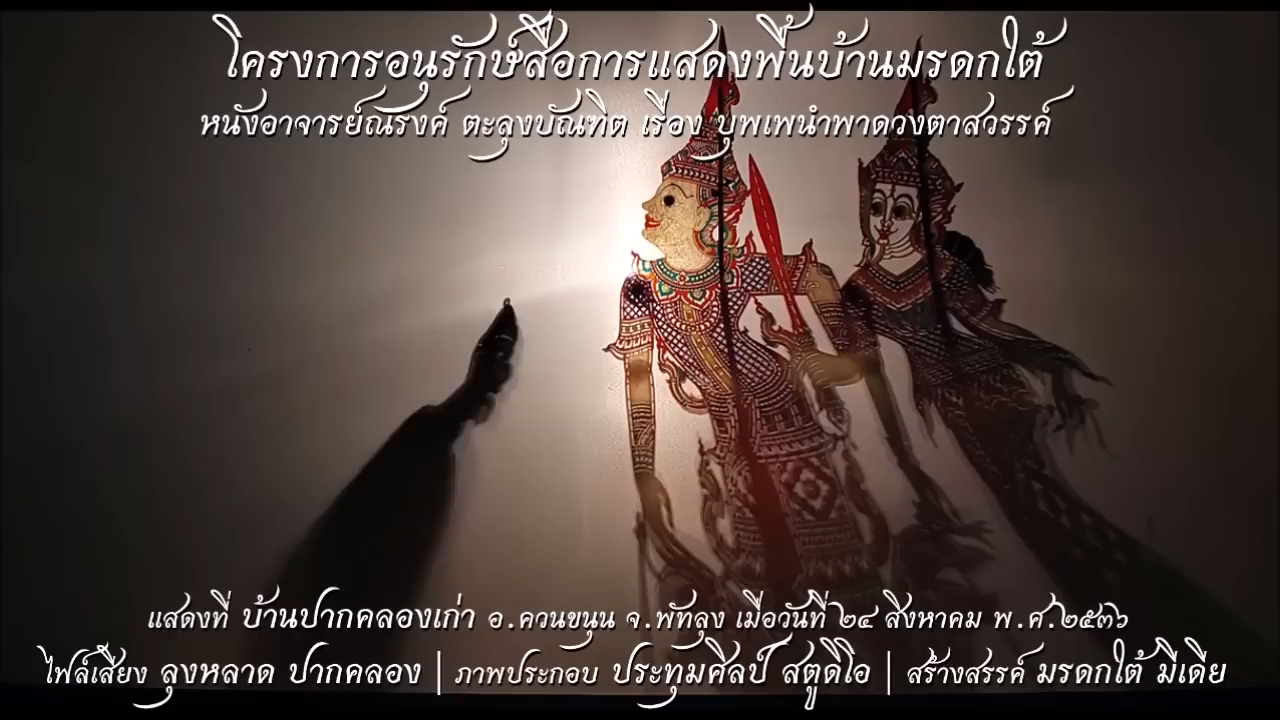 โครงการอนุรักษ์สื่อการแสดงพื้นบ้านมรดกใต้
หนังอาจารย์ณรงค์ ตะลุงบัณฑิต เรื่อง บุพเพนำพาดวงตาสวรรค์
แสดงที่ บ้านปากคลองเก่า อ.ควนขนุน จ.พัทลุง เมื่อวันที่ ๒๔ สิงหาคม พ.ศ.๒๕๓๖
ไฟล์เสียง ลุงหลาด ปากคลอง | ภาพประกอบ ประทุมศิลป์ สตูดิโอ | สร้างสรรค์ มรดกใต้ มีเดีย